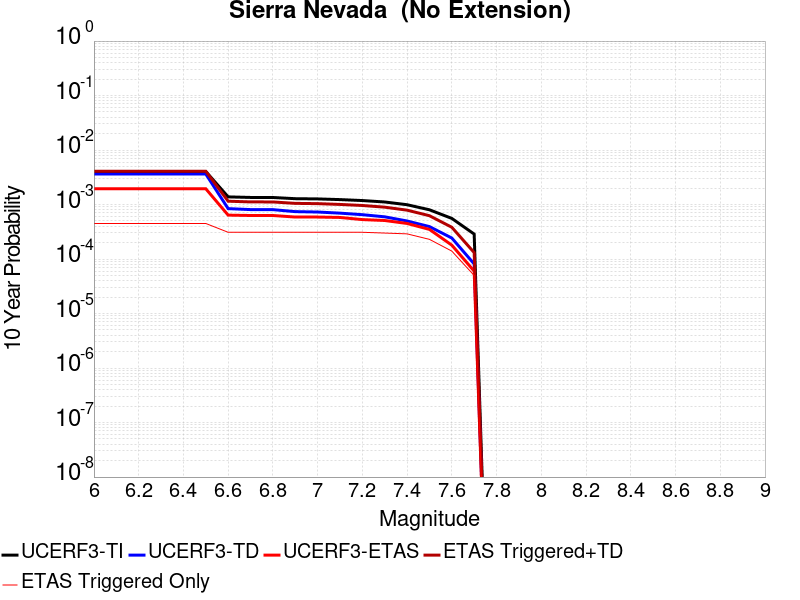 Sierra Nevada (No Extension)
10^0
10^-1
10^-2
10^-3
10^-4
10^-5
10^-6
10^-7
10^-8
10 Year Probability
6 6.2 6.4 6.6 6.8 7 7.2 7.4 7.6 7.8 8 8.2 8.4 8.6 8.8 9
Magnitude
UCERF3-TI UCERF3-TD UCERF3-ETAS ETAS Triggered+TD
ETAS Triggered Only